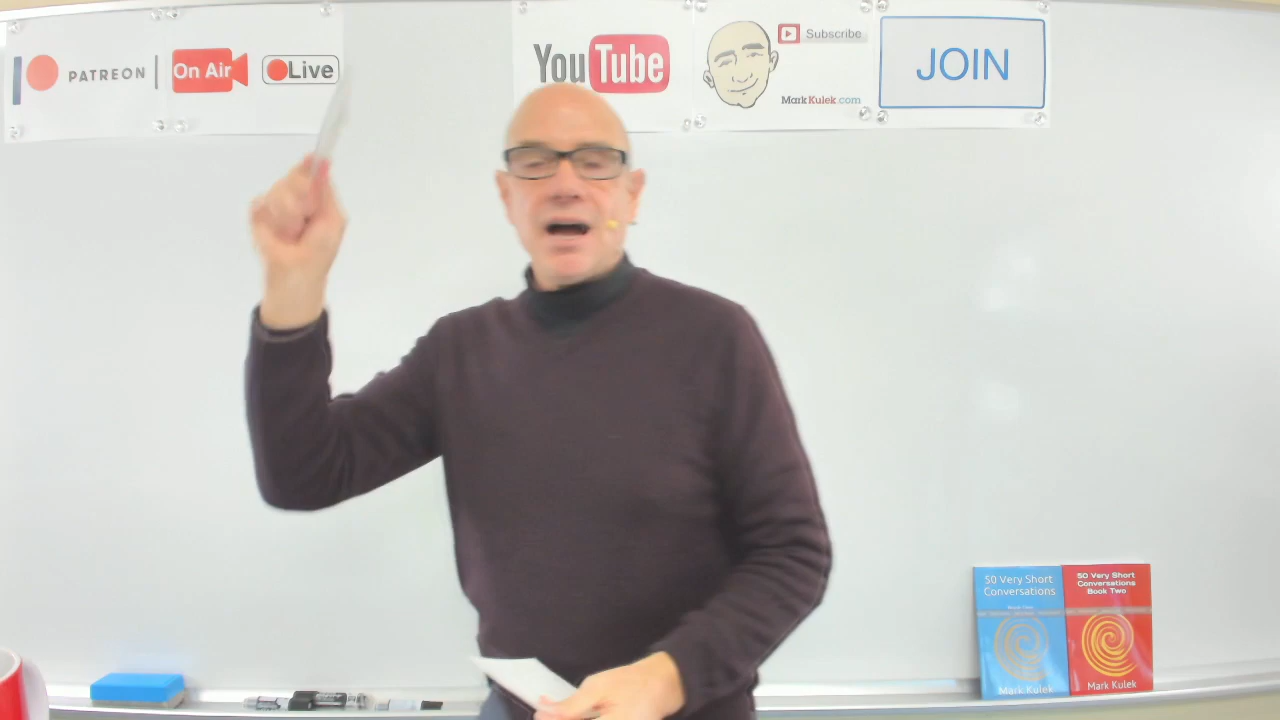 PATREON
On Air
Live
YouTube
Subscribe
MarkKulek.com
JOIN
50 Very Short
Conversations
Mark Kulek
50 Very Short
Conversations
Book Two
Mark Kulek